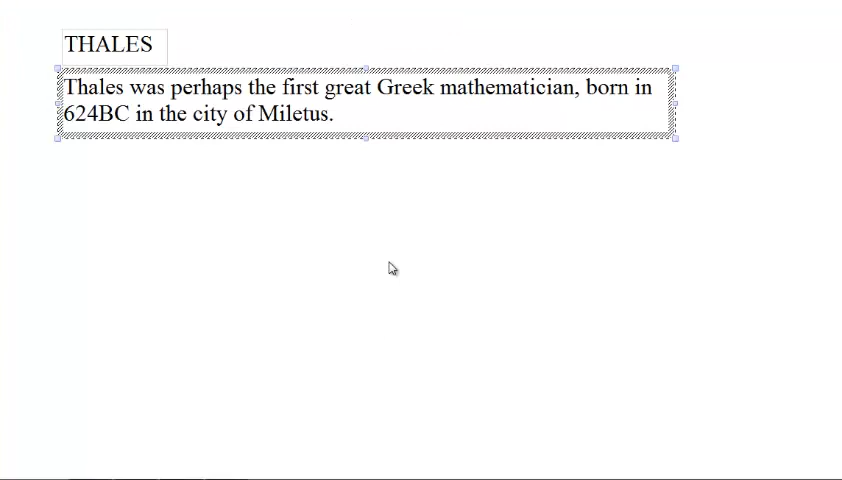 THALES
Thales was perhaps the first great Greek mathematician, born in
624BC in the city of Miletus.